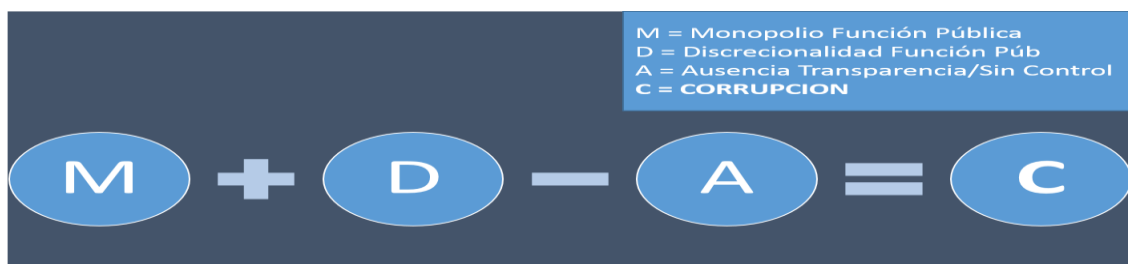 M = Monopolio Función Pública
D = Discrecionalidad Función Púb
A = Ausencia Transparencia/Sin Control
C = CORRUPCION
M + D − A = C